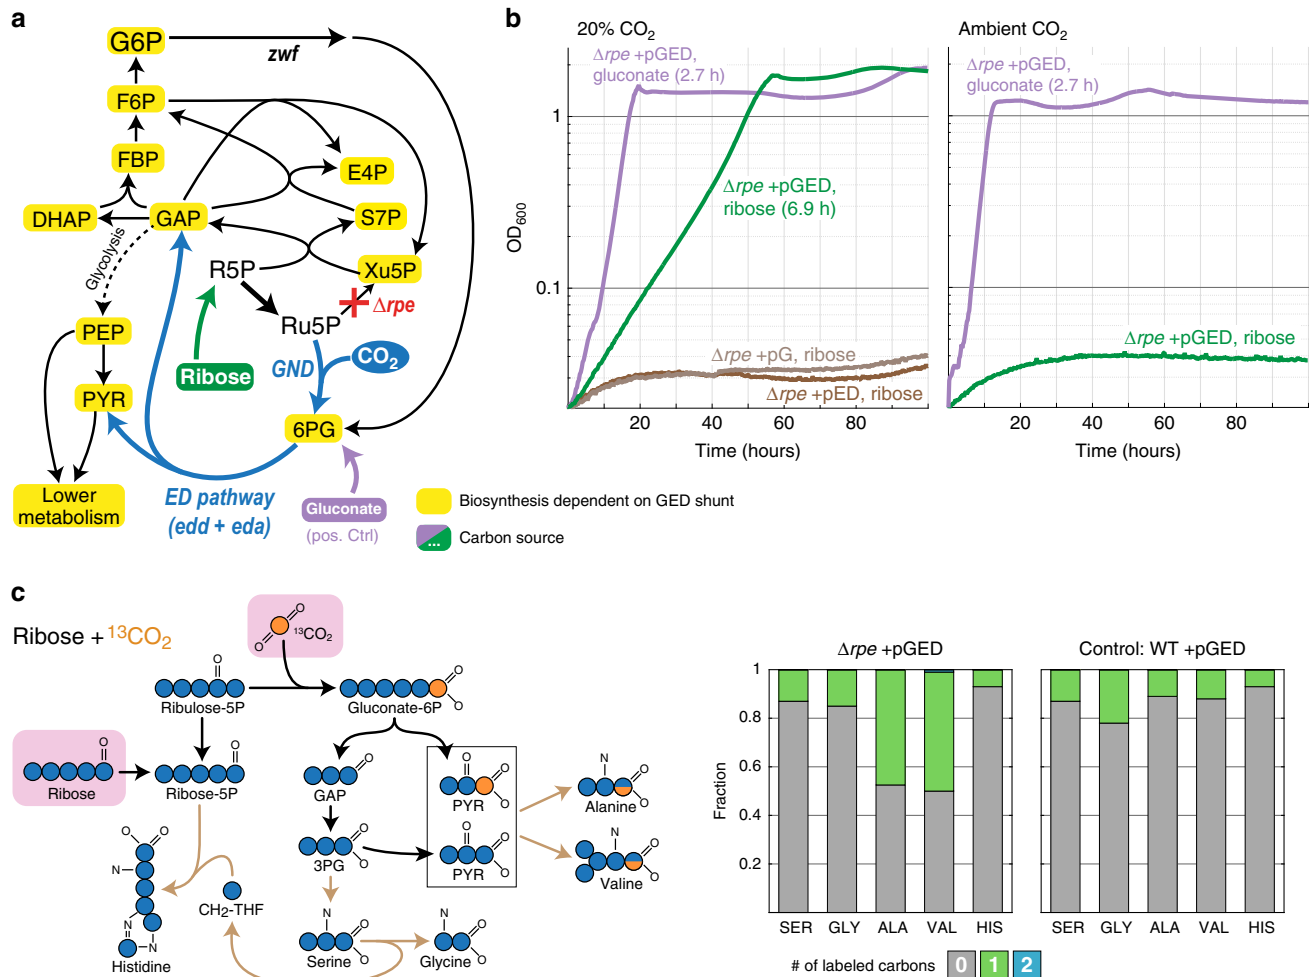 a
G6P
zwf
F6P
FBP
E4P
DHAP
GAP
S7P
Glycolysis
R5P
Xu5P
Δrpe
Ru5P
PEP
Ribose
GND
CO2
PYR
6PG
Lower
metabolism
ED pathway
(edd + eda)
Gluconate
(pos. Ctrl)
Biosynthesis dependent on GED shunt
...
Carbon source
b
20% CO2
Δrpe +pGED,
gluconate (2.7 h)
1
Δrpe +pGED,
ribose (6.9 h)
OD600
0.1
Δrpe +pG, ribose
Δrpe +pED, ribose
20 40 60 80
Time (hours)
Ambient CO2
Δrpe +pGED,
gluconate (2.7 h)
Δrpe +pGED, ribose
20 40 60 80
Time (hours)
c
Ribose + 13CO2
O
O
13CO2
O
Ribulose-5P
O
O
Gluconate-6P
O
Ribose
O
Ribose-5P
O
GAP
O
O
O
PYR
N
O
O
Alanine
O
O
3PG
O
O
O
PYR
N
O
O
Valine
O
O
N
N
N
Histidine
CH2-THF
N
O
O
Serine
N
O
O
Glycine
Δrpe +pGED
Control: WT +pGED
1
0.8
0.6
0.4
0.2
Fraction
SER GLY ALA VAL HIS
SER GLY ALA VAL HIS
# of labeled carbons 0 1 2